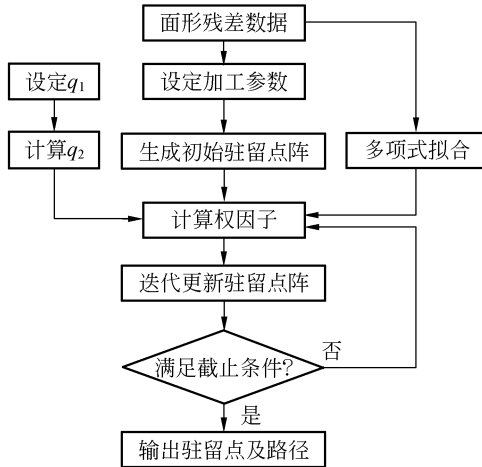 面形残差数据
设定q₁
设定加工参数
计算q₂
生成初始驻留点阵
多项式拟合
计算权因子
迭代更新驻留点阵
满足截止条件?
否
是
输出驻留点及路径